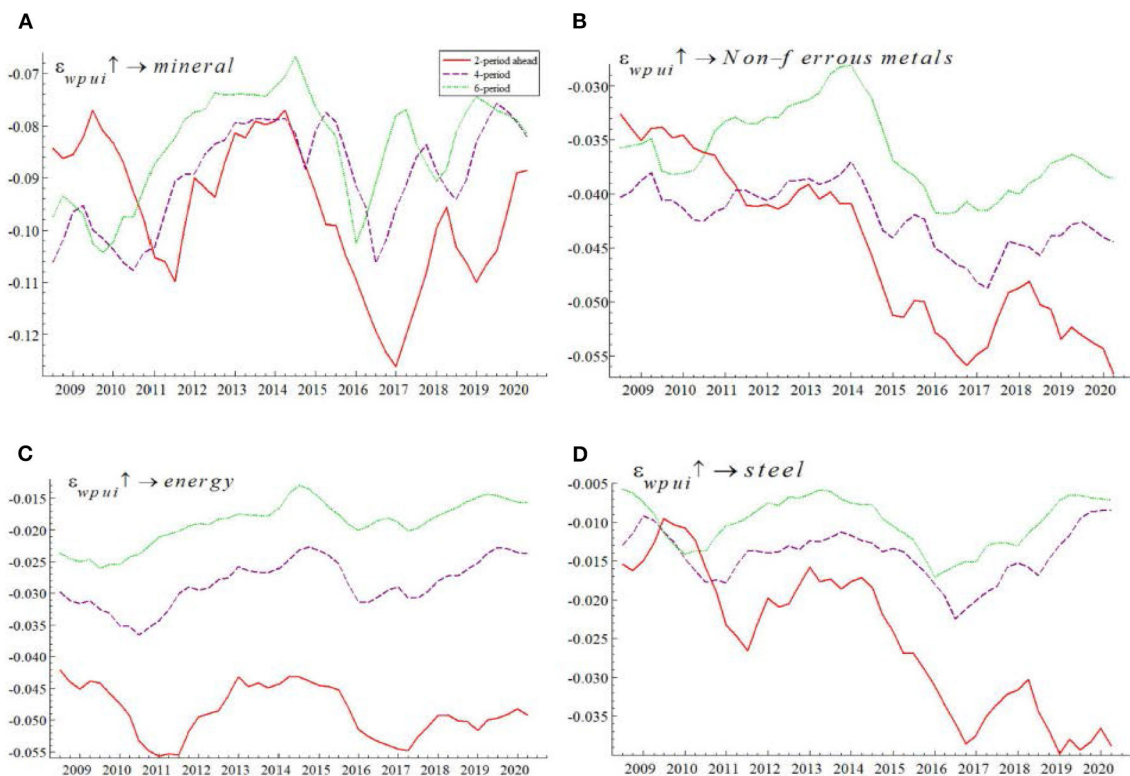 A
ε wpui ↑ → mineral
2-period ahead
4-period
6-period
-0.07
-0.08
-0.09
-0.10
-0.11
-0.12
2009 2010 2011 2012 2013 2014 2015 2016 2017 2018 2019 2020
B
ε wpui ↑ → Non-f errous metals
-0.030
-0.035
-0.040
-0.045
-0.050
-0.055
2009 2010 2011 2012 2013 2014 2015 2016 2017 2018 2019 2020
C
ε wpui ↑ → energy
-0.015
-0.020
-0.025
-0.030
-0.035
-0.040
-0.045
-0.050
-0.055
2009 2010 2011 2012 2013 2014 2015 2016 2017 2018 2019 2020
D
ε wpui ↑ → steel
-0.005
-0.010
-0.015
-0.020
-0.025
-0.030
-0.035
2009 2010 2011 2012 2013 2014 2015 2016 2017 2018 2019 2020